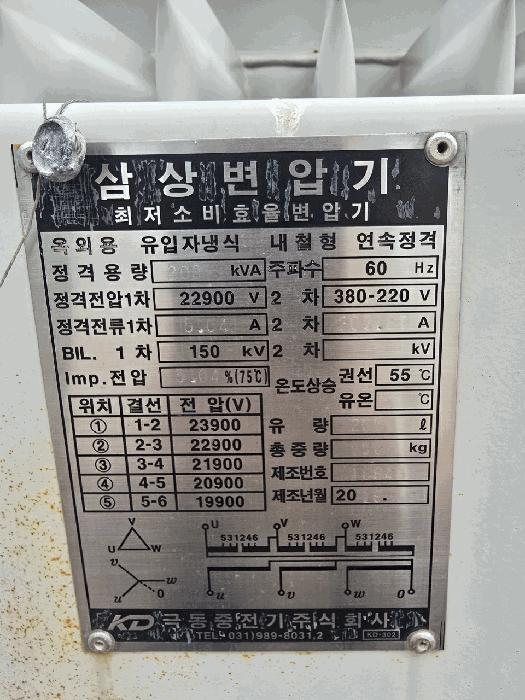 삼상변압기
최저소비효율변압기
옥외용 유입자냉식 내철형 연속정격
정격용량 kVA 주파수 60 Hz
정격전압1차 22900 V 2 차 380-220 V
정격전류1차 A 2 차 A
BIL. 1 차 150 kV 2 차 kV
Imp.전압 %(75℃) 온도상승 권선 55 ℃
유온 ℃
위치 결선 전 압(V) 유 량 ℓ
① 1-2 23900
② 2-3 22900 총중량 kg
③ 3-4 21900 제조번호
④ 4-5 20900 제조년월 20 .
⑤ 5-6 19900
V U V W
U W 531246 531246 531246
v
w
u 0 u v w 0
KD 극동중전기주식회사
TEL 031)989-8031.2 KD-302